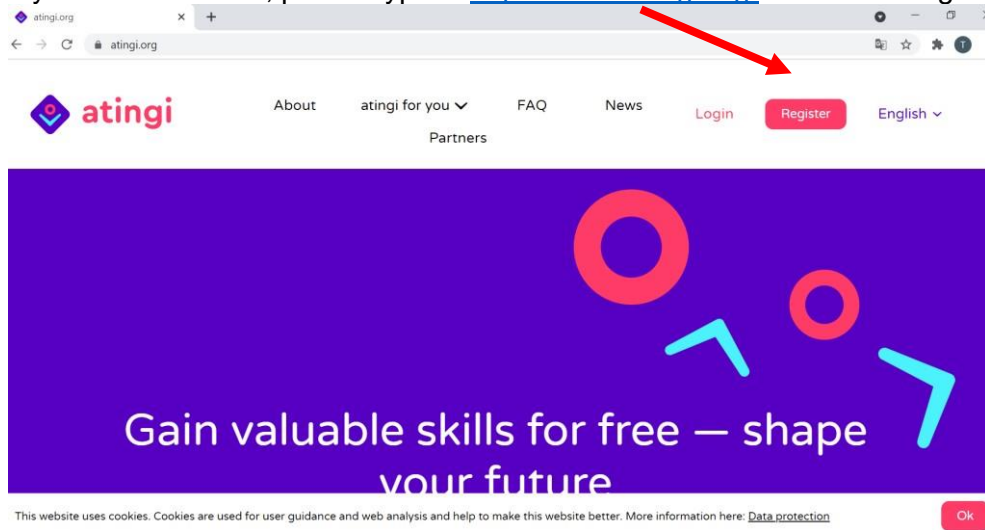 atingi.org
atingi.org
T
atingi
About atingi for you FAQ News
Partners
Login Register English
Gain valuable skills for free — shape
your future
This website uses cookies. Cookies are used for user guidance and web analysis and help to make this website better. More information here: Data protection
Ok